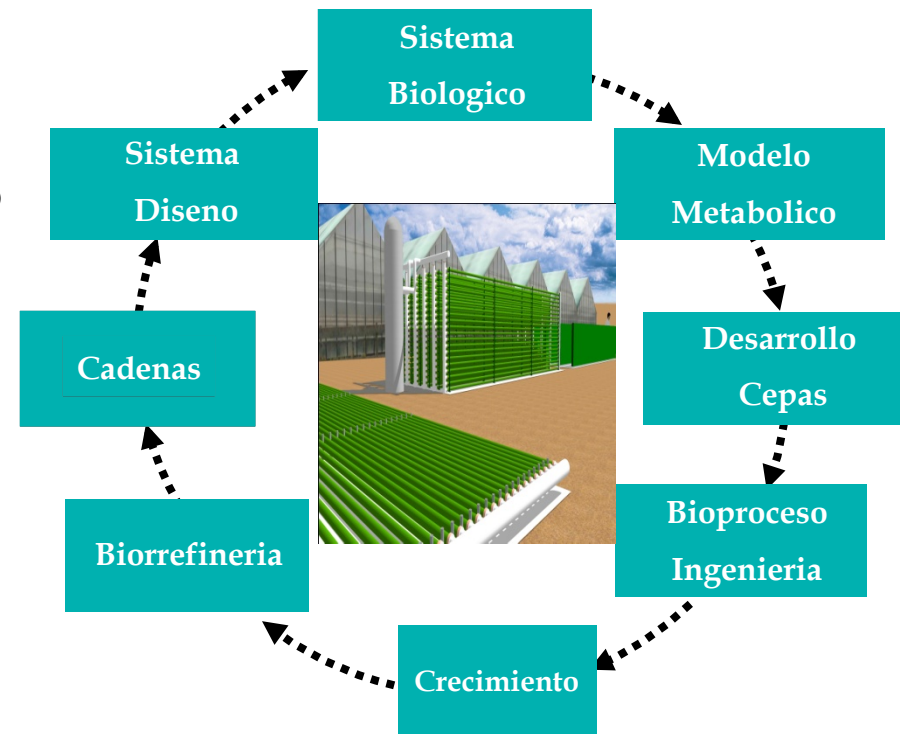 Sistema
Biologico
Sistema
Diseno
Modelo
Metabolico
Cadenas
Desarrollo
Cepas
Biorrefineria
Bioproceso
Ingenieria
Crecimiento